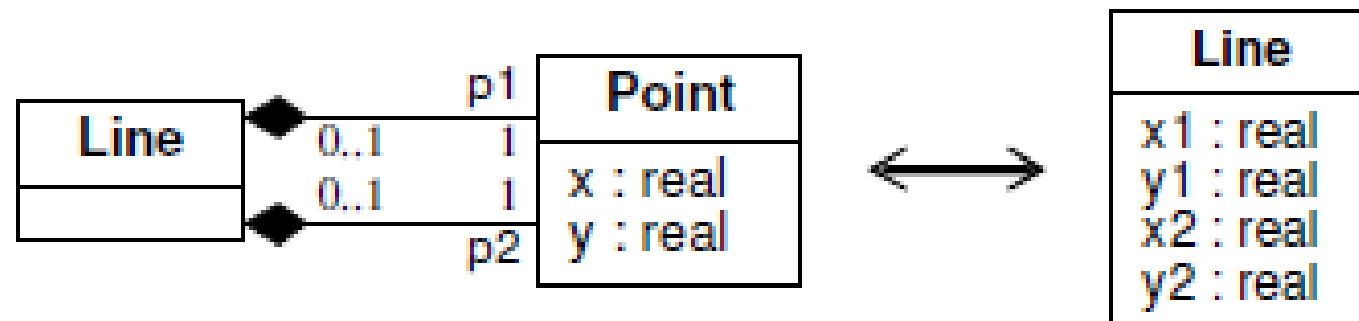 Line
p1
0..1
1
0..1
1
p2
Point
x : real
y : real
Line
x1 : real
y1 : real
x2 : real
y2 : real